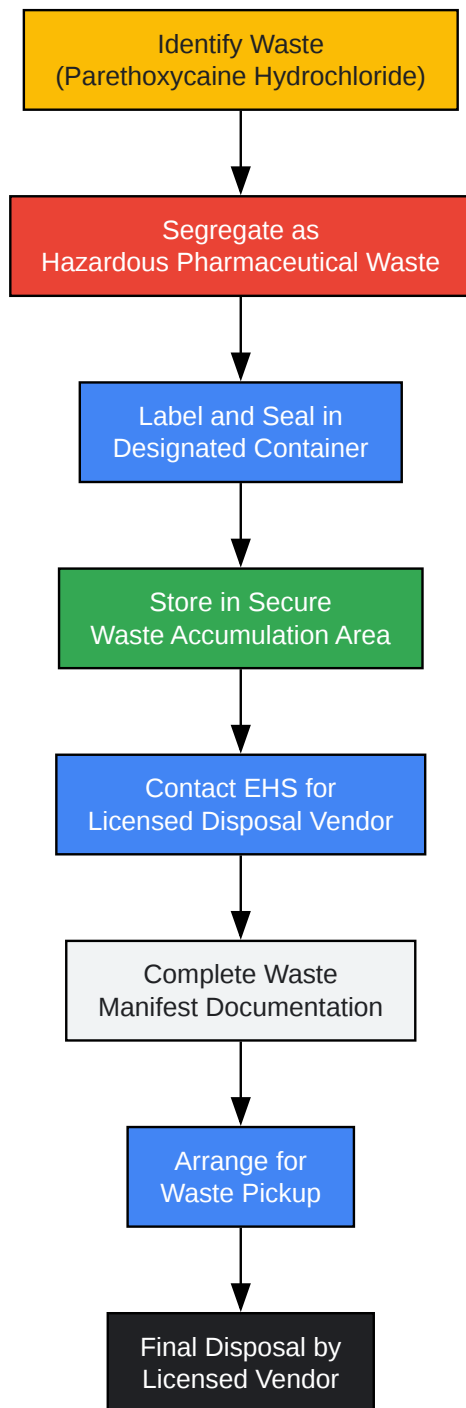 Identify Waste
(Parethoxycaine Hydrochloride)
Segregate as
Hazardous Pharmaceutical Waste
Label and Seal in
Designated Container
Store in Secure
Waste Accumulation Area
Contact EHS for
Licensed Disposal Vendor
Complete Waste
Manifest Documentation
Arrange for
Waste Pickup
Final Disposal by
Licensed Vendor